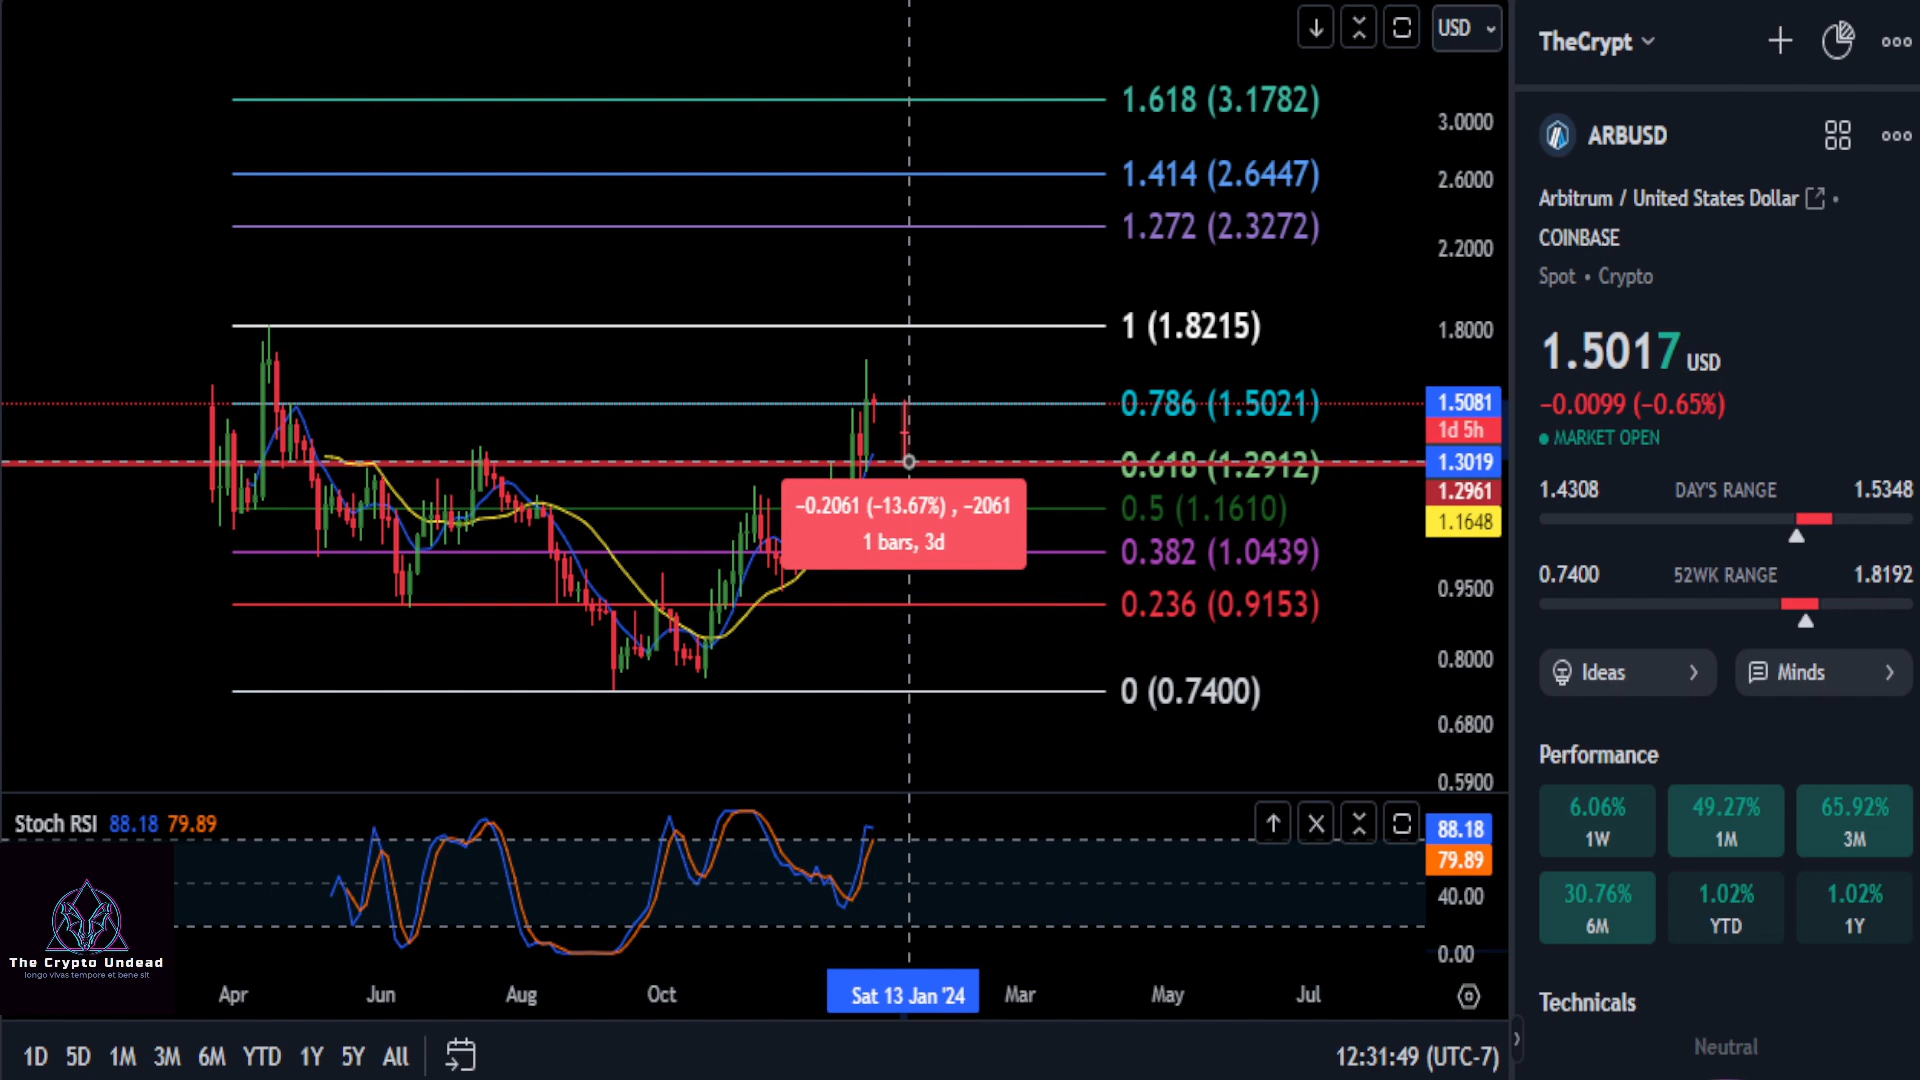 USD
1.618 (3.1782)
1.414 (2.6447)
1.272 (2.3272)
1 (1.8215)
0.786 (1.5021)
0.618 (1.2912)
0.5 (1.1610)
0.382 (1.0439)
0.236 (0.9153)
0 (0.7400)
-0.2061 (-13.67%) , -2061
1 bars, 3d
3.0000
2.6000
2.2000
1.8000
1.5081
1d 5h
1.3019
1.2961
1.1648
0.9500
0.8000
0.6800
0.5900
Stoch RSI 88.18 79.89
88.18
79.89
40.00
0.00
The Crypto Undead
longo vivas tempore et bene sit
Apr
Jun
Aug
Oct
Sat 13 Jan '24
Mar
May
Jul
1D 5D 1M 3M 6M YTD 1Y 5Y All
12:31:49 (UTC-7)
TheCrypt
ARBUSD
Arbitrum / United States Dollar •
COINBASE
Spot • Crypto
1.5017 USD
−0.0099 (−0.65%)
MARKET OPEN
1.4308 DAY'S RANGE 1.5348
0.7400 52WK RANGE 1.8192
Ideas
Minds
Performance
6.06%
1W
49.27%
1M
65.92%
3M
30.76%
6M
1.02%
YTD
1.02%
1Y
Technicals
Neutral